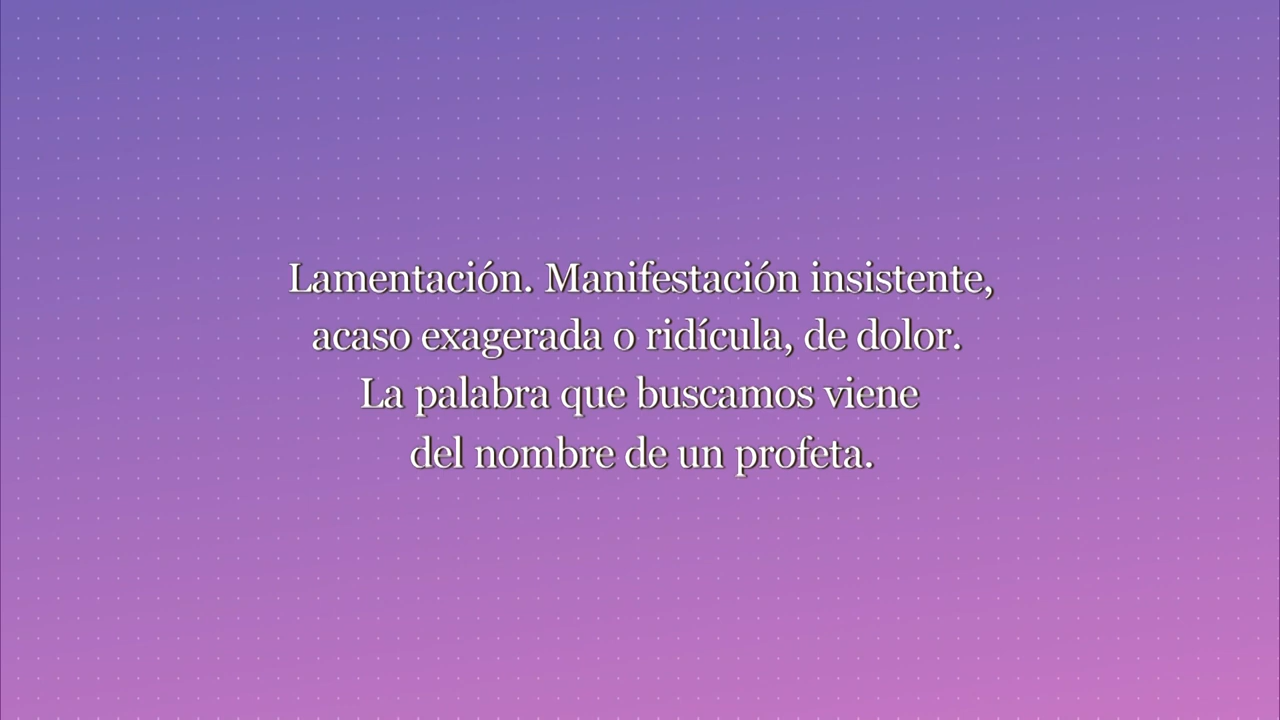 Lamentación. Manifestación insistente,
acaso exagerada o ridícula, de dolor.
La palabra que buscamos viene
del nombre de un profeta.